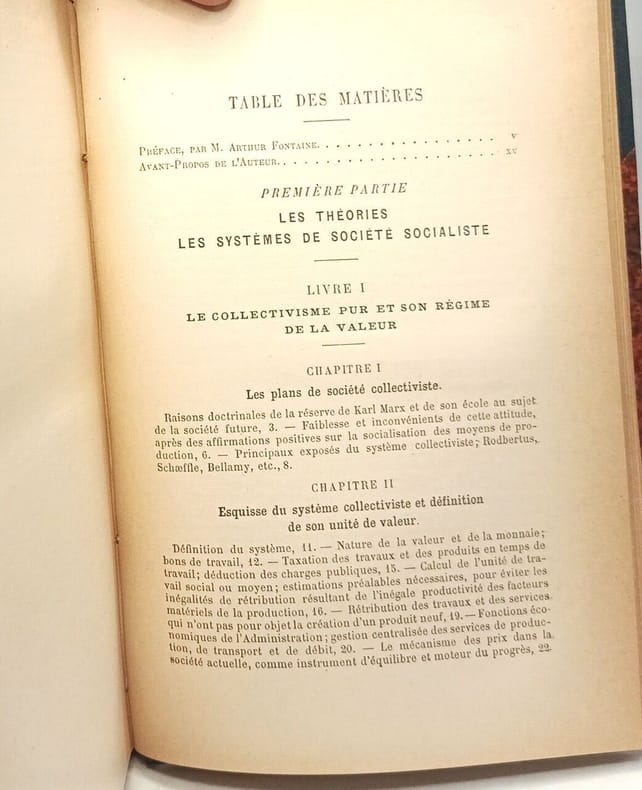 TABLE DES MATIÈRES
PRÉFACE, PAR M. ARTHUR FONTAINE. . . . . . . . . . . . . . . . . v
AVANT-PROPOS DE L'AUTEUR. . . . . . . . . . . . . . . . . . . . xv
PREMIÈRE PARTIE
LES THÉORIES
LES SYSTÈMES DE SOCIÉTÉ SOCIALISTE
LIVRE I
LE COLLECTIVISME PUR ET SON RÉGIME
DE LA VALEUR
CHAPITRE I
Les plans de société collectiviste.
Raisons doctrinales de la réserve de Karl Marx et de son école au sujet
de la société future, 3. — Faiblesse et inconvénients de cette attitude,
après des affirmations positives sur la socialisation des moyens de pro-
duction, 6. — Principaux exposés du système collectiviste; Rodbertus,
Schœffle, Bellamy, etc., 8.
CHAPITRE II
Esquisse du système collectiviste et définition
de son unité de valeur.
Définition du système, 11. — Nature de la valeur et de la monnaie;
bons de travail, 12. — Taxation des travaux et des produits en temps de
travail; déduction des charges publiques, 15. — Calcul de l'unité de tra-
vail social ou moyen; estimations préalables nécessaires, pour éviter les
inégalités de rétribution résultant de l'inégale productivité des facteurs
matériels de la production, 16. — Rétribution des travaux et des services
qui n'ont pas pour objet la création d'un produit neuf, 19. — Fonctions éco-
nomiques de l'Administration; gestion centralisée des services de produc-
tion, de transport et de débit, 20. — Le mécanisme des prix dans la
société actuelle, comme instrument d'équilibre et moteur du progrès, 22.